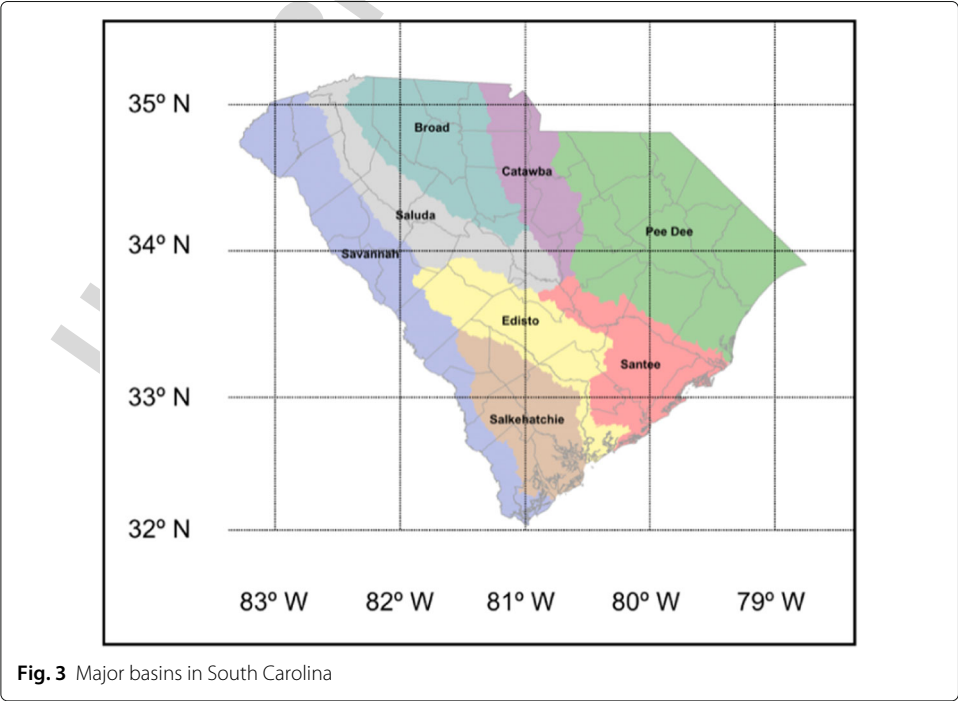 35º N
Broad
Catawba
Saluda
Pee Dee
34º N
Savannah
Edisto
Santee
33º N
Salkehatchie
32º N
83º W 82º W 81º W 80º W 79º W
Fig. 3 Major basins in South Carolina